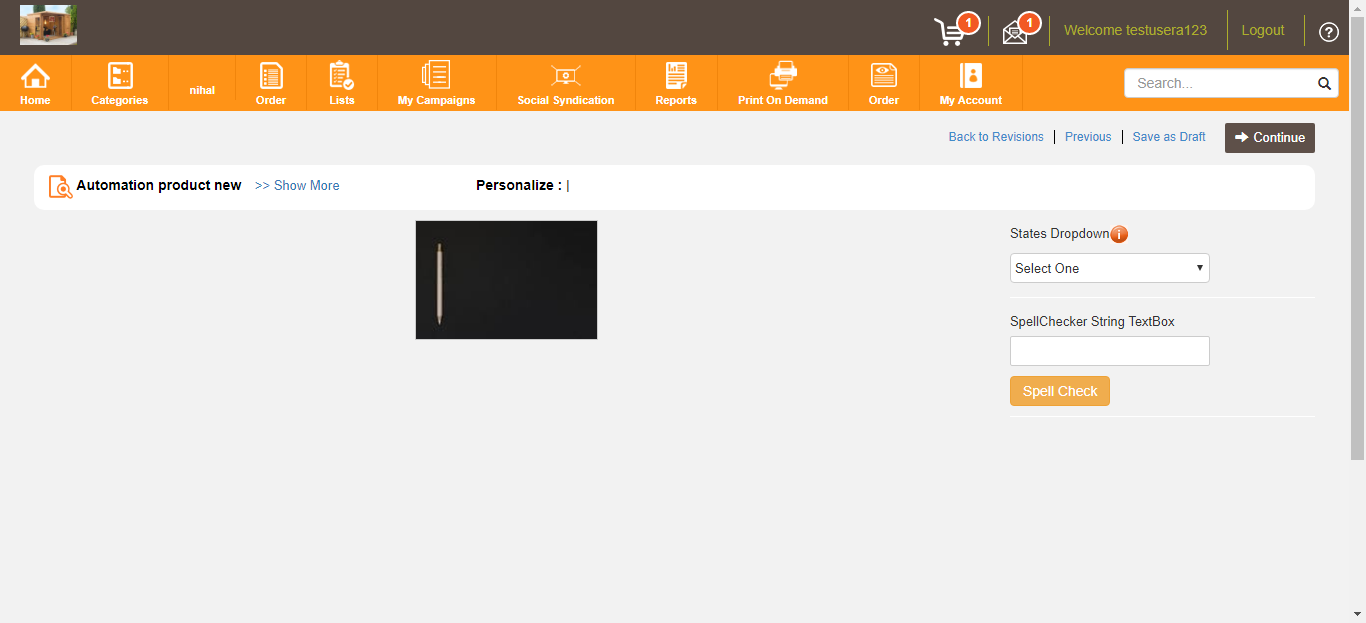 1
1
Welcome testusera123
Logout
?
Home
Categories
nihal
Order
Lists
My Campaigns
Social Syndication
Reports
Print On Demand
Order
My Account
Search...
Back to Revisions
Previous
Save as Draft
Continue
Automation product new >> Show More
Personalize : |
States Dropdown i
Select One
SpellChecker String TextBox
Spell Check